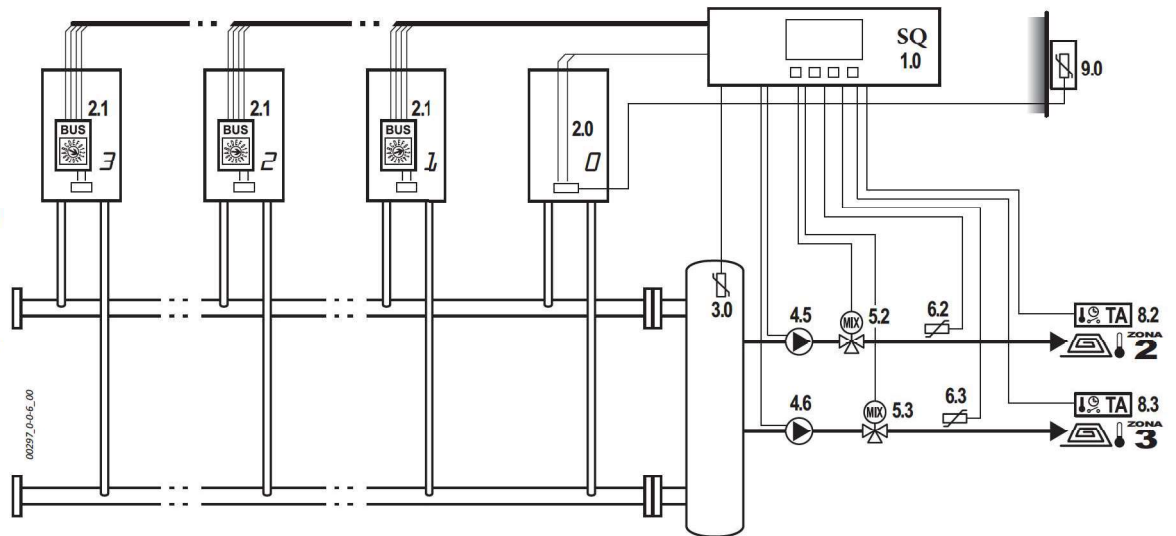 SQ
1.0
9.0
2.1
BUS
3
2.1
BUS
2
2.1
BUS
1
2.0
0
3.0
4.5
MIX
5.2
6.2
TA
8.2
ZONA
2
4.6
MIX
5.3
6.3
TA
8.3
ZONA
3
00297_0-0-6_00